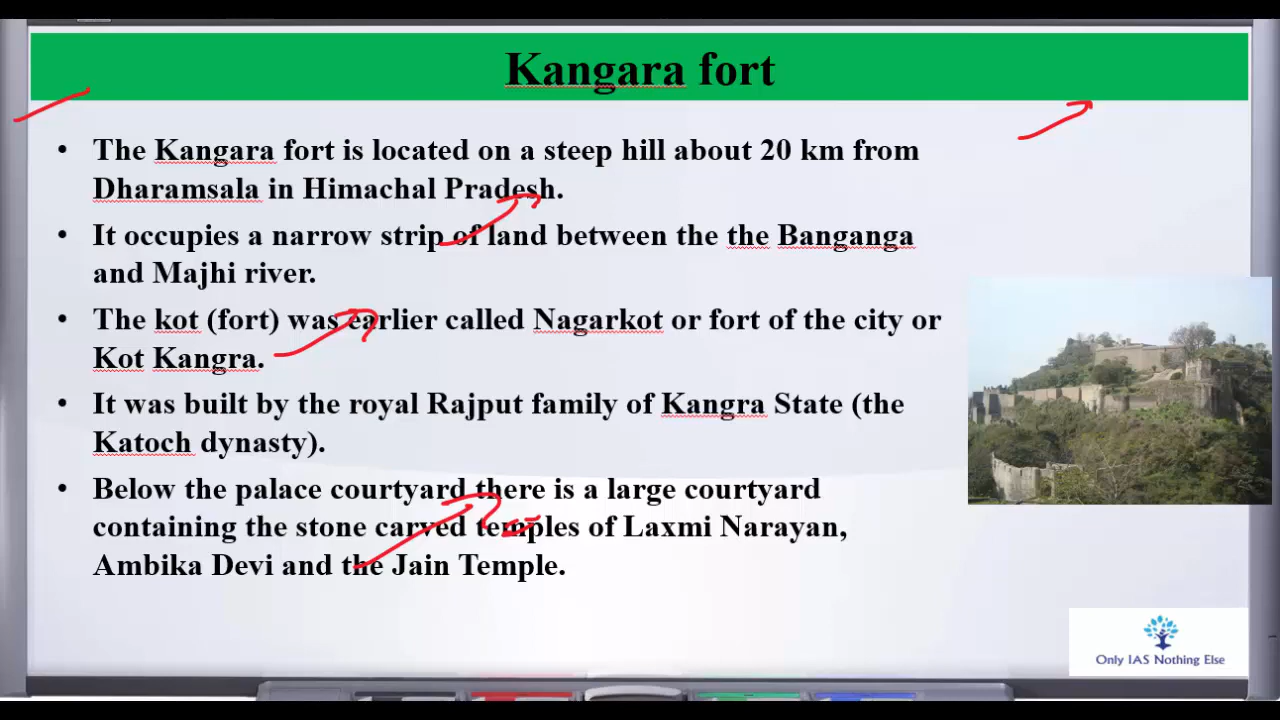 Kangara fort
• The Kangara fort is located on a steep hill about 20 km from
Dharamsala in Himachal Pradesh.
• It occupies a narrow strip of land between the the Banganga
and Majhi river.
• The kot (fort) was earlier called Nagarkot or fort of the city or
Kot Kangra.
• It was built by the royal Rajput family of Kangra State (the
Katoch dynasty).
• Below the palace courtyard there is a large courtyard
containing the stone carved temples of Laxmi Narayan,
Ambika Devi and the Jain Temple.
Only IAS Nothing Else